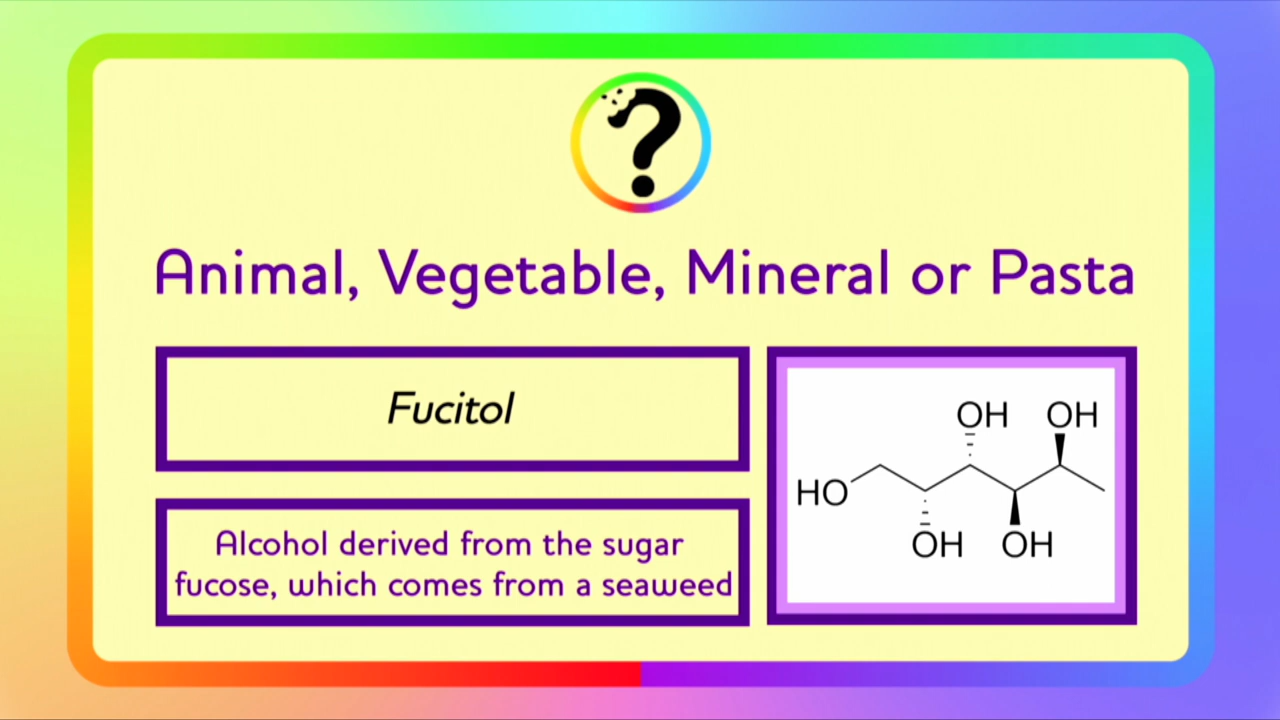 ?
Animal, Vegetable, Mineral or Pasta
Fucitol
Alcohol derived from the sugar
fucose, which comes from a seaweed
OH OH
HO
OH OH